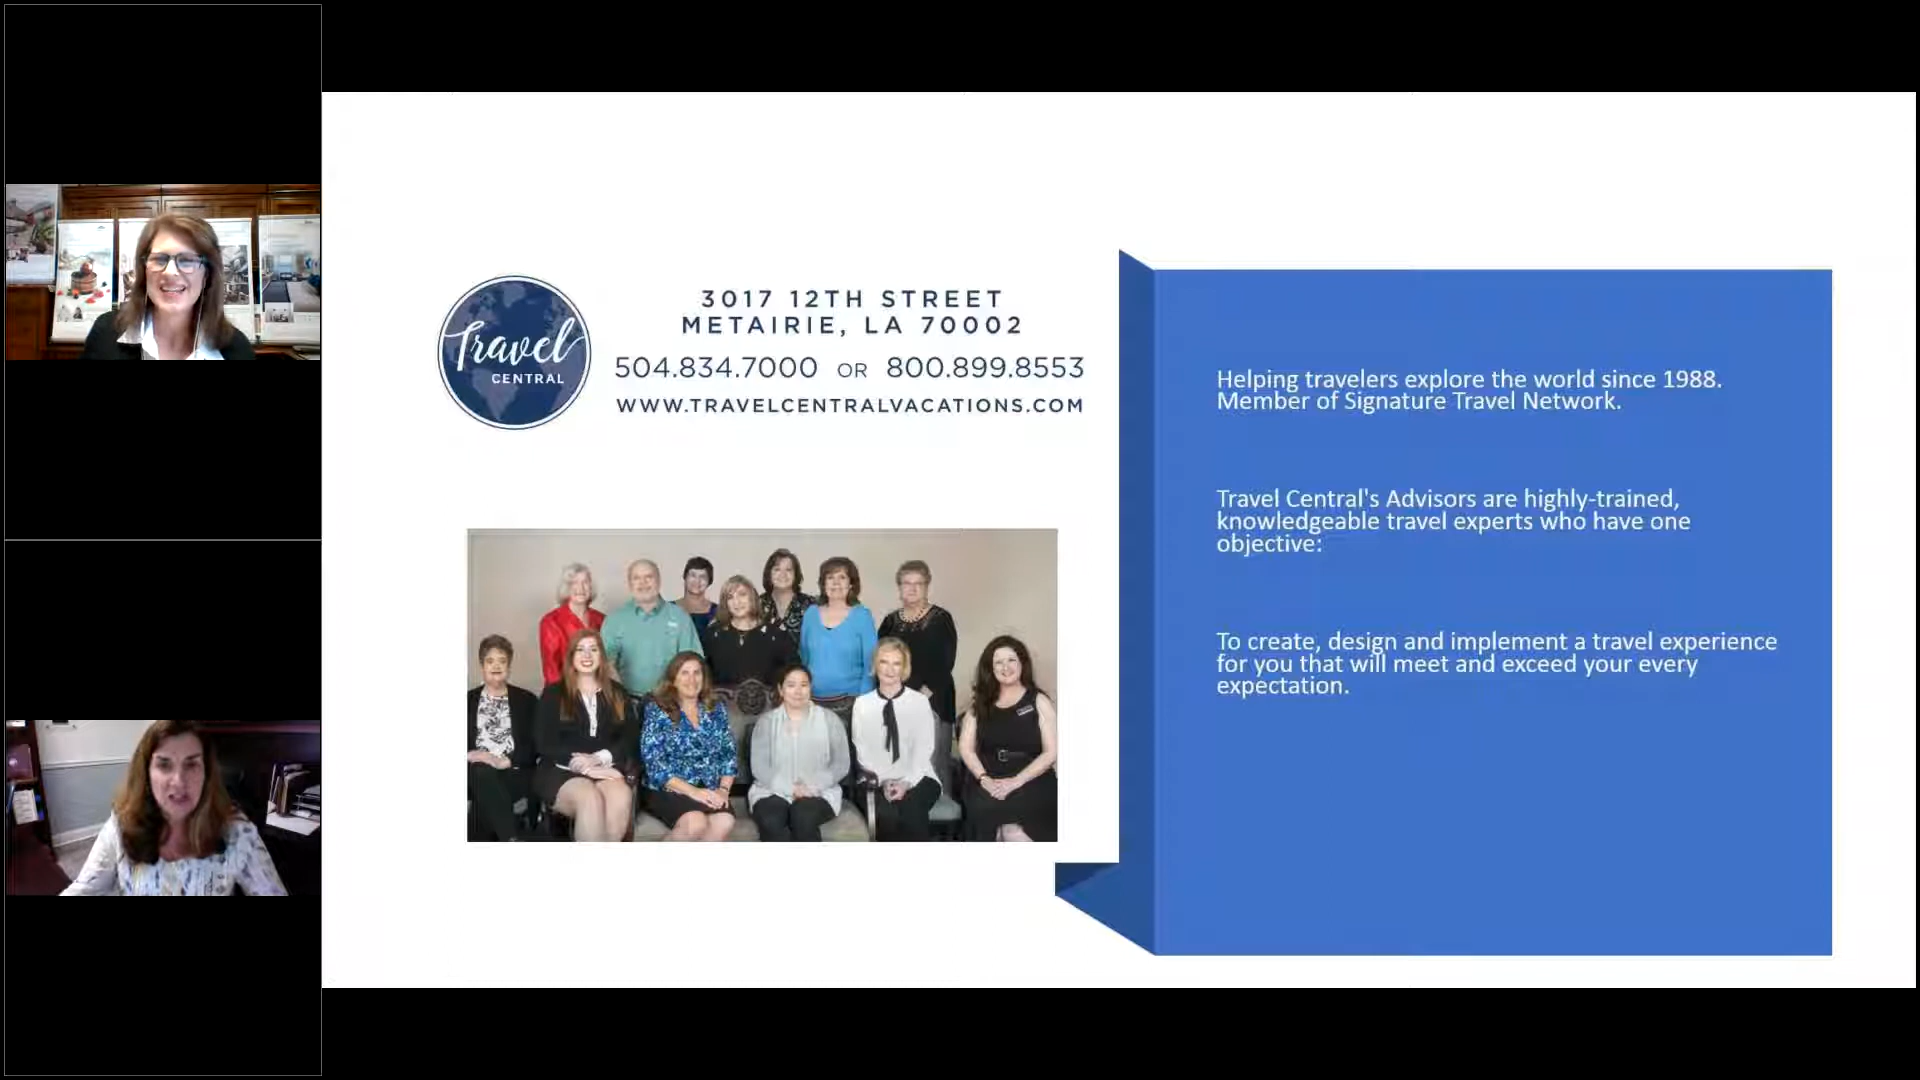 Travel
CENTRAL
3017 12TH STREET
METAIRIE, LA 70002
504.834.7000 OR 800.899.8553
WWW.TRAVELCENTRALVACATIONS.COM
Helping travelers explore the world since 1988.
Member of Signature Travel Network.
Travel Central's Advisors are highly-trained,
knowledgeable travel experts who have one
objective:
To create, design and implement a travel experience
for you that will meet and exceed your every
expectation.